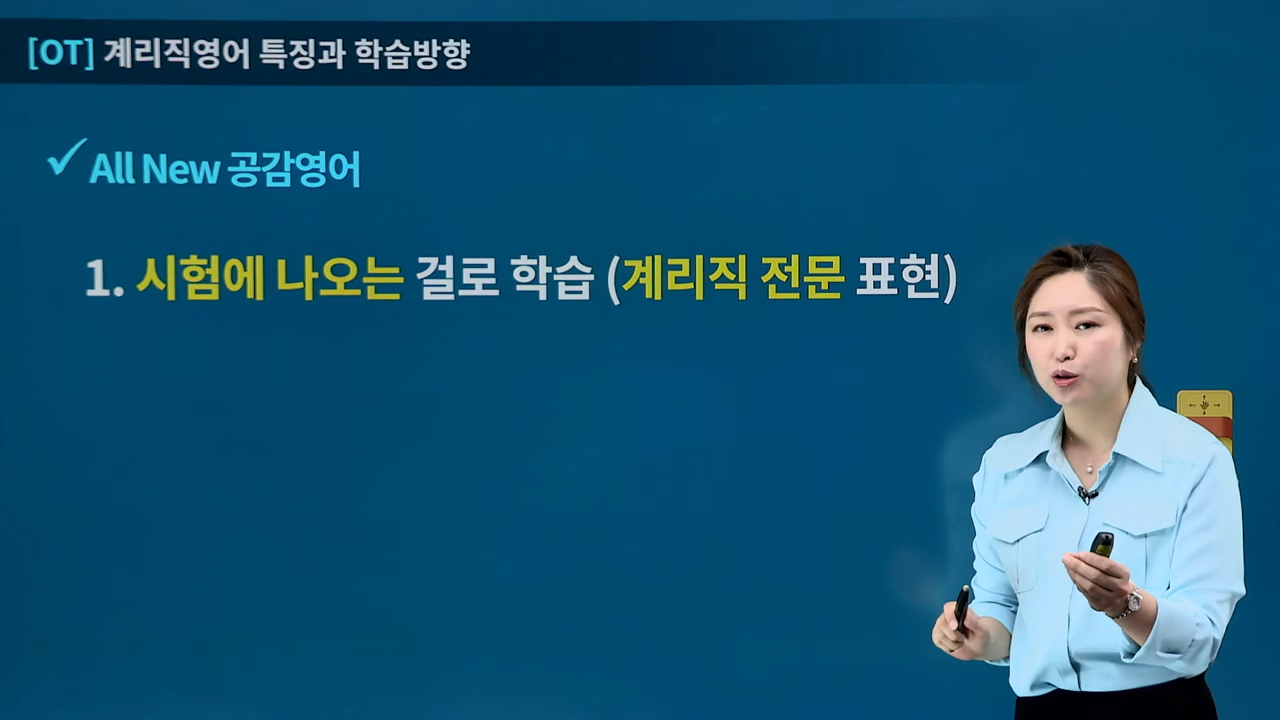 [OT] 계리직영어 특징과 학습방향
✓ All New 공감영어
1. 시험에 나오는 걸로 학습 (계리직 전문 표현)